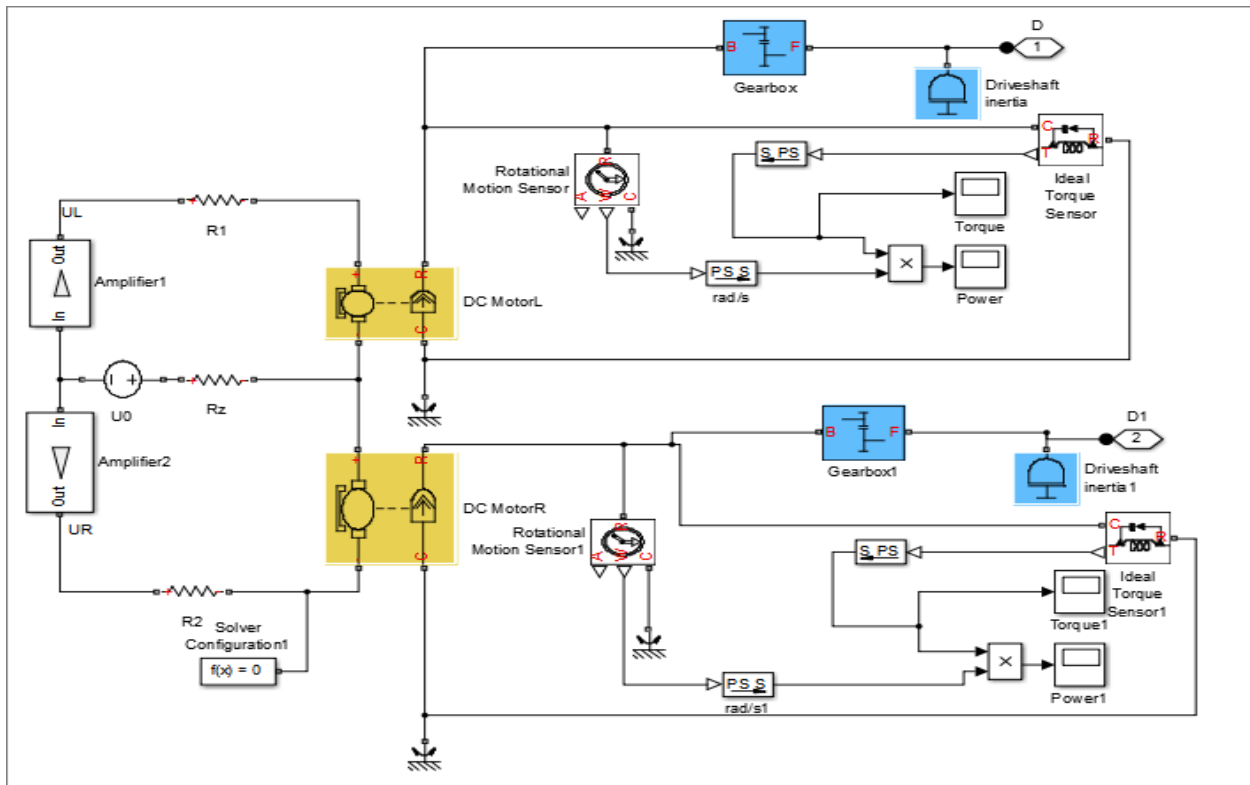 D
1
B
F
Gearbox
Driveshaft
inertia
C
R
T
Ideal
Torque
Sensor
S PS
Rotational
Motion Sensor
R
A
W
C
Torque
PS S
rad/s
X
Power
UL
+
-
R1
Out
In
Amplifier1
+
R
-
C
DC MotorL
-
+
U0
+
-
Rz
In
Out
Amplifier2
UR
+
R
-
C
DC MotorR
B
F
Gearbox1
D1
2
Driveshaft
inertia1
C
R
T
Ideal
Torque
Sensor1
S PS
Rotational
Motion Sensor1
R
A
W
C
Torque1
PS S
rad/s1
X
Power1
+
-
R2
Solver
Configuration1
f(x) = 0